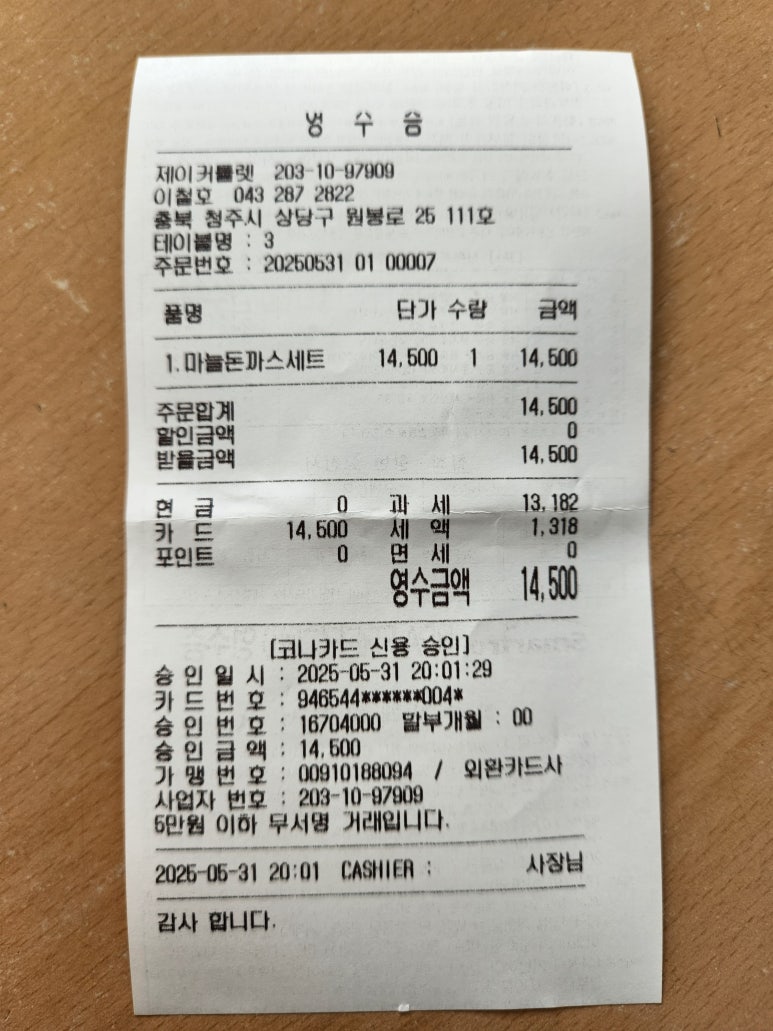 영 수 증
제이커틀렛 203-10-97909
이철호 043 287 2822
충북 청주시 상당구 원봉로 25 111호
테이블명 : 3
주문번호 : 20250531 01 00007
품명 단가 수량 금액
1.마늘돈까스세트 14,500 1 14,500
주문합계 14,500
할인금액 0
받을금액 14,500
현 금 0 과 세 13,182
카 드 14,500 세 액 1,318
포인트 0 면 세 0
영수금액 14,500
[코나카드 신용 승인]
승 인 일 시 : 2025-05-31 20:01:29
카 드 번 호 : 946544******004*
승 인 번 호 : 16704000 할부개월 : 00
승 인 금 액 : 14,500
가 맹 번 호 : 00910188094 / 외환카드사
사업자 번호 : 203-10-97909
5만원 이하 무서명 거래입니다.
2025-05-31 20:01 CASHIER : 사장님
감사 합니다.